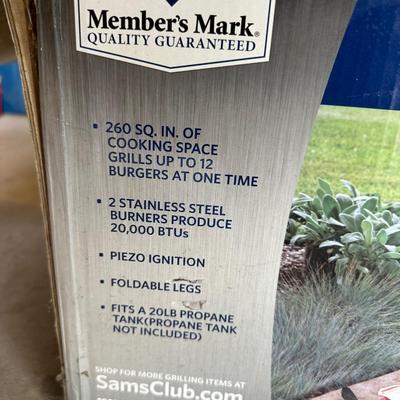 Member's Mark®
QUALITY GUARANTEED
• 260 SQ. IN. OF
COOKING SPACE
GRILLS UP TO 12
BURGERS AT ONE TIME
• 2 STAINLESS STEEL
BURNERS PRODUCE
20,000 BTUs
• PIEZO IGNITION
• FOLDABLE LEGS
• FITS A 20LB PROPANE
TANK(PROPANE TANK
NOT INCLUDED)
SHOP FOR MORE GRILLING ITEMS AT
SamsClub.com